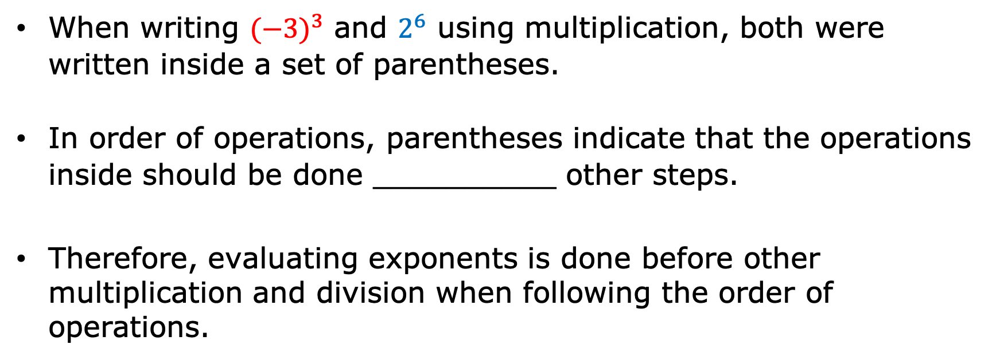 • When writing (−3)³ and 2⁶ using multiplication, both were
written inside a set of parentheses.
• In order of operations, parentheses indicate that the operations
inside should be done ____________ other steps.
• Therefore, evaluating exponents is done before other
multiplication and division when following the order of
operations.